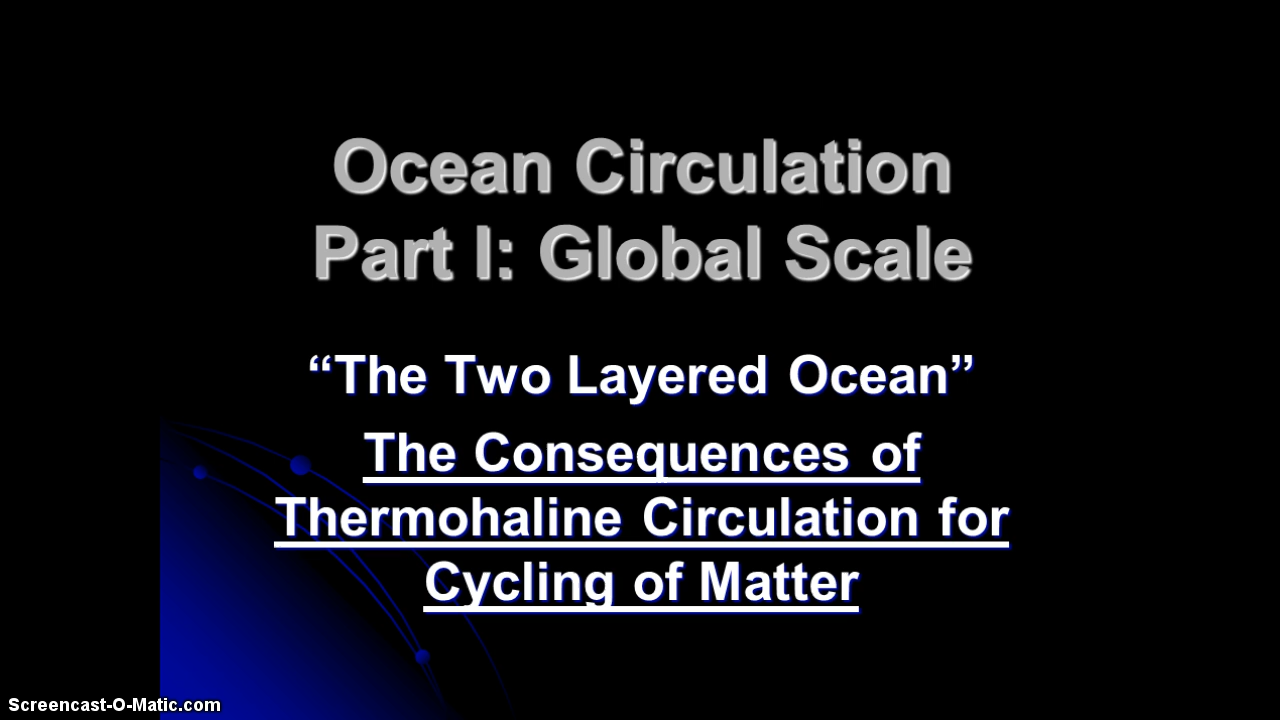 Ocean Circulation
Part I: Global Scale
“The Two Layered Ocean”
The Consequences of
Thermohaline Circulation for
Cycling of Matter
Screencast-O-Matic.com